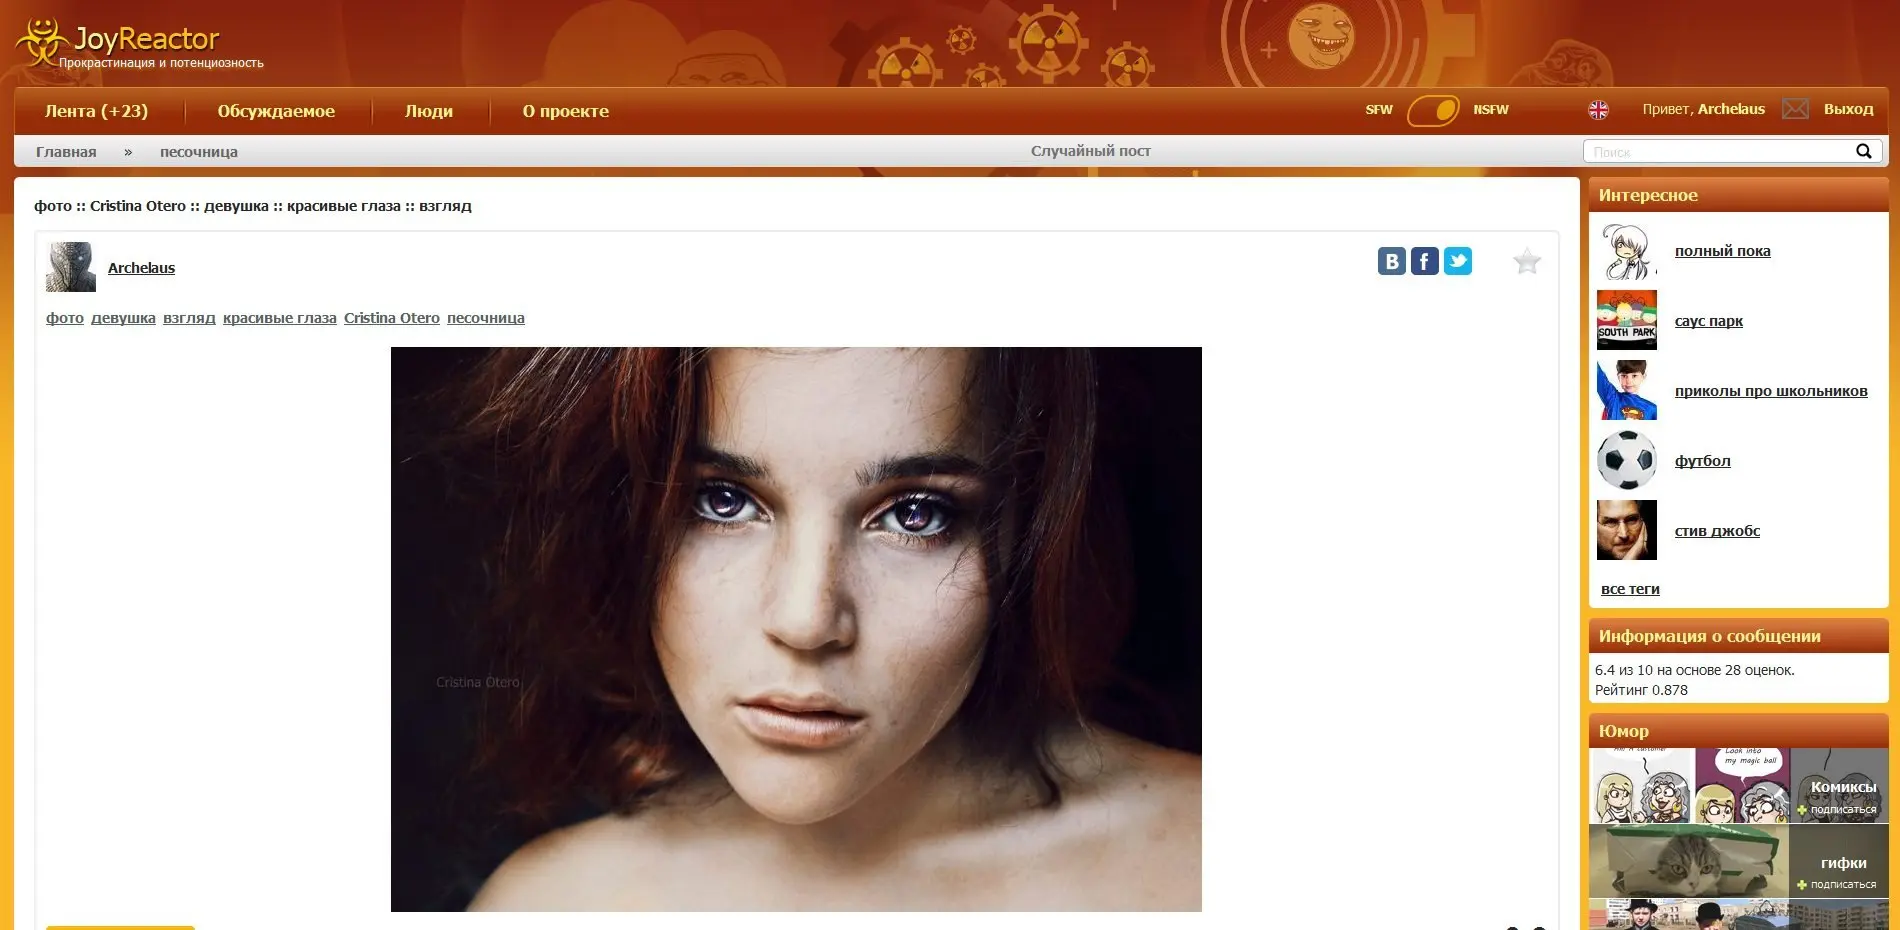 JoyReactor
Прокрастинация и потенциозность
Лента (+23)
Обсуждаемое
Люди
О проекте
SFW
NSFW
Привет, Archelaus
Выход
Главная » песочница
Случайный пост
Поиск
фото :: Cristina Otero :: девушка :: красивые глаза :: взгляд
Archelaus
B f
фото девушка взгляд красивые глаза Cristina Otero песочница
Cristina Otero
Интересное
полный пока
SOUTH PARK
саус парк
приколы про школьников
футбол
стив джобс
все теги
Информация о сообщении
6.4 из 10 на основе 28 оценок.
Рейтинг 0.878
Юмор
Look into
my magic ball
Комиксы
подписаться
гифки
подписаться